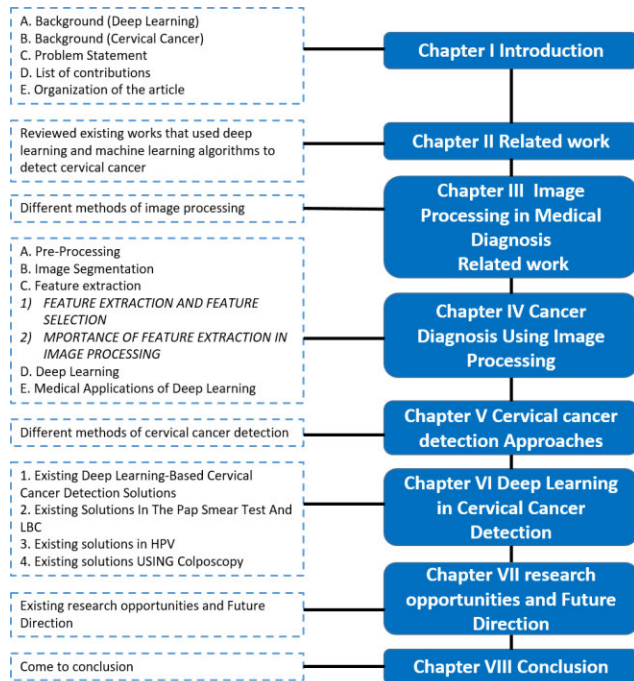 A. Background (Deep Learning)
B. Background (Cervical Cancer)
C. Problem Statement
D. List of contributions
E. Organization of the article
Chapter I Introduction
Reviewed existing works that used deep
learning and machine learning algorithms to
detect cervical cancer
Chapter II Related work
Different methods of image processing
Chapter III Image
Processing in Medical
Diagnosis
Related work
A. Pre-Processing
B. Image Segmentation
C. Feature extraction
1) FEATURE EXTRACTION AND FEATURE
SELECTION
2) MPORTANCE OF FEATURE EXTRACTION IN
IMAGE PROCESSING
D. Deep Learning
E. Medical Applications of Deep Learning
Chapter IV Cancer
Diagnosis Using Image
Processing
Different methods of cervical cancer detection
Chapter V Cervical cancer
detection Approaches
1. Existing Deep Learning-Based Cervical
Cancer Detection Solutions
2. Existing Solutions In The Pap Smear Test And
LBC
3. Existing solutions in HPV
4. Existing solutions USING Colposcopy
Chapter VI Deep Learning
in Cervical Cancer
Detection
Existing research opportunities and Future
Direction
Chapter VII research
opportunities and Future
Direction
Come to conclusion
Chapter VIII Conclusion